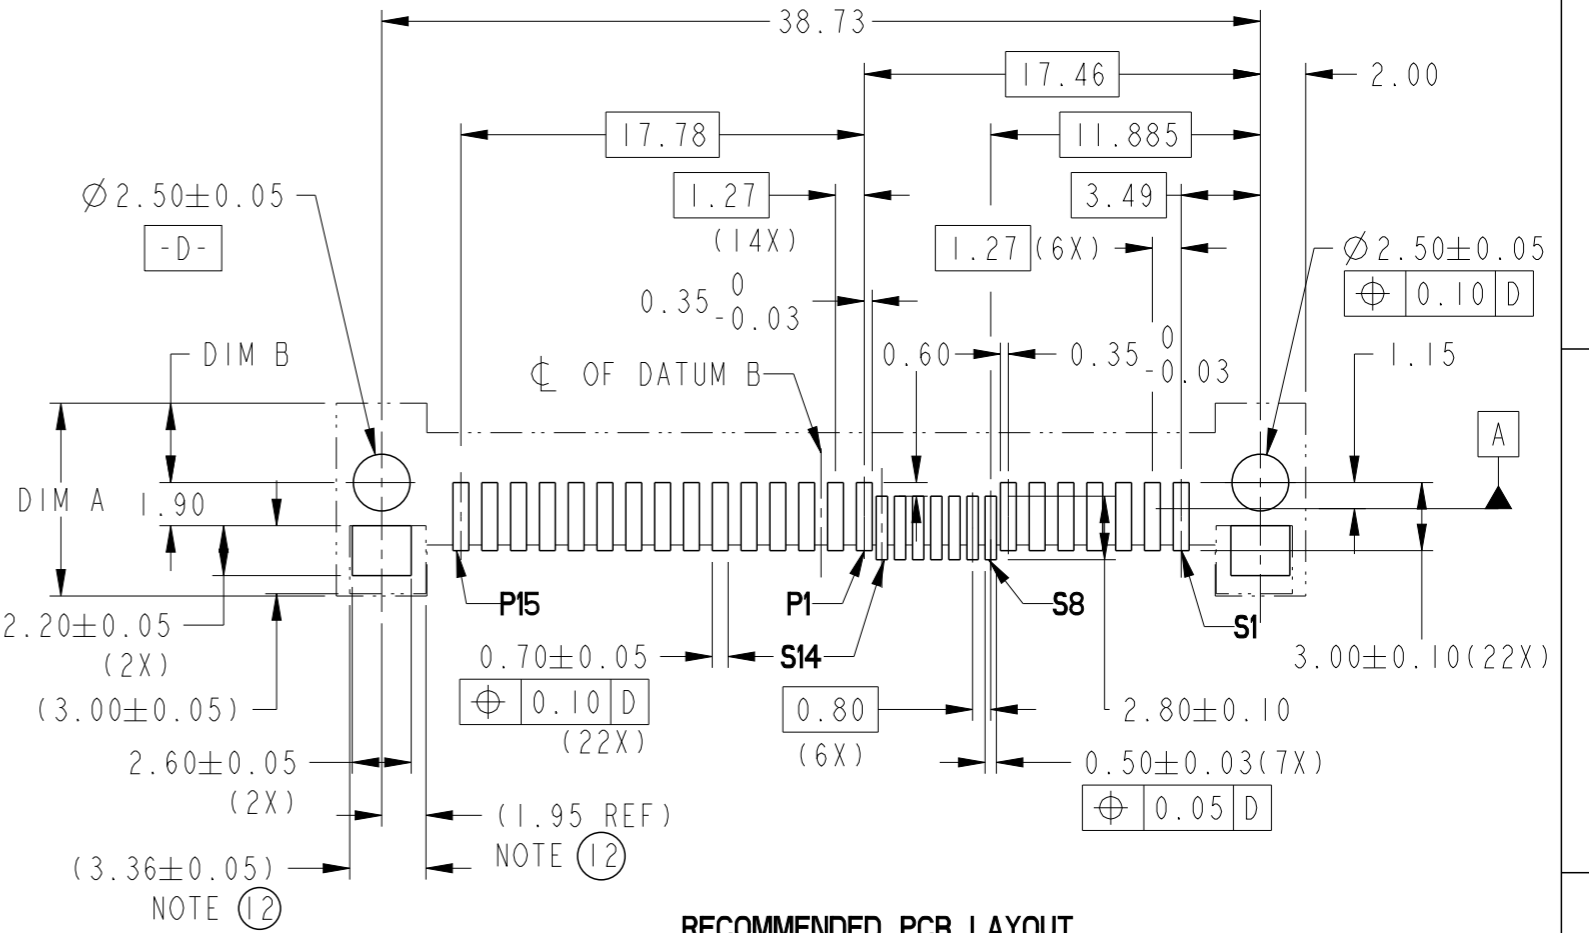 38.73
17.46
2.00
17.78
11.885
Ø2.50±0.05
1.27
3.49
-D-
(14X)
1.27 (6X)
Ø2.50±0.05
⌖ 0.10 D
0.35 0 -0.03
DIM B
0.60
0.35 0 -0.03
1.15
℄ OF DATUM B
A
DIM A
1.90
P15
P1
S8
S1
2.20±0.05
(2X)
0.70±0.05
S14
3.00±0.10(22X)
(3.00±0.05)
⌖ 0.10 D
(22X)
0.80
(6X)
2.80±0.10
2.60±0.05
(2X)
0.50±0.03(7X)
⌖ 0.05 D
(1.95 REF)
NOTE 12
(3.36±0.05)
NOTE 12
RECOMMENDED PCB LAYOUT